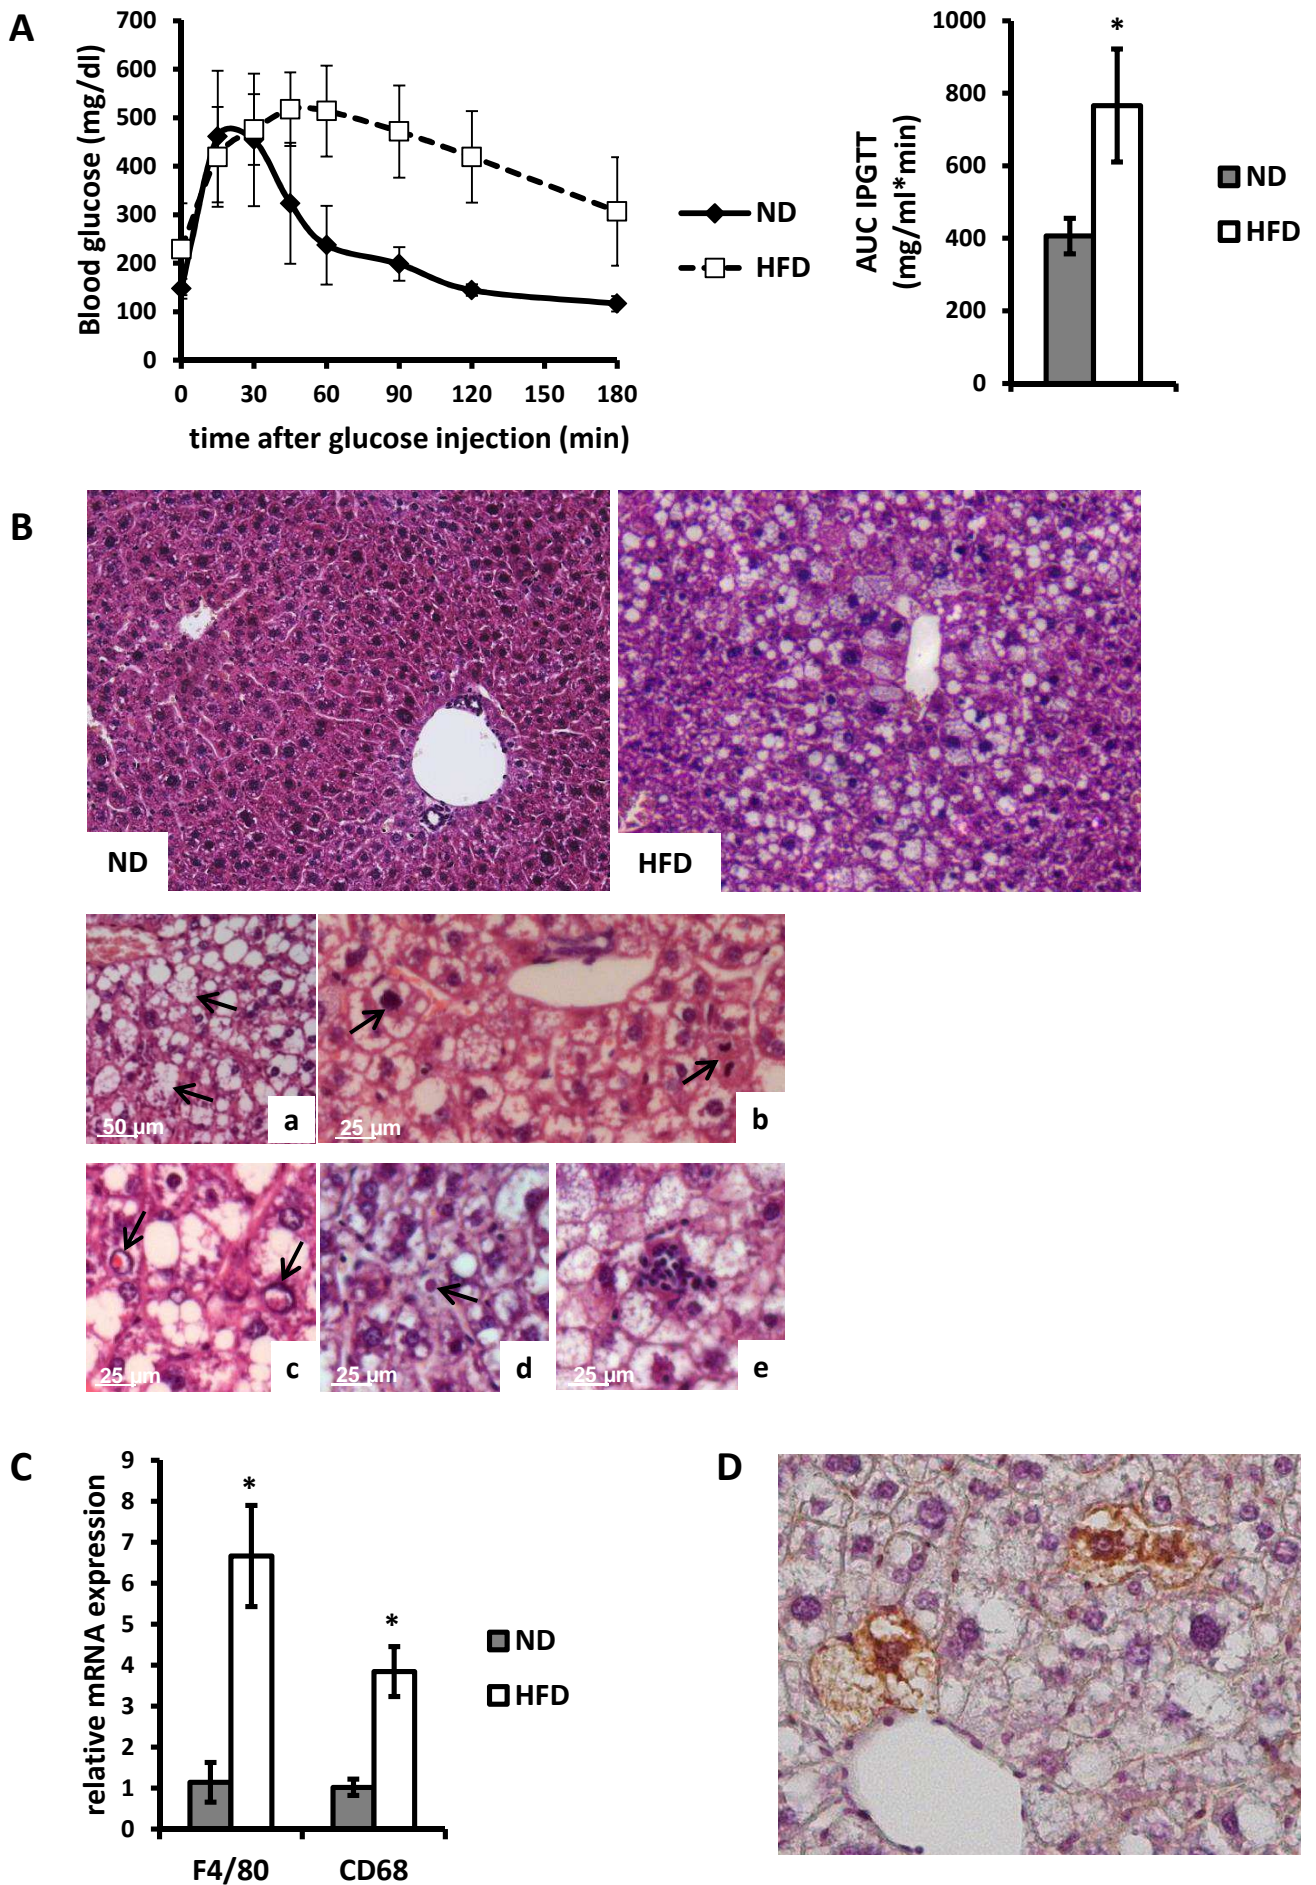 A
Blood glucose (mg/dl)
700
600
500
400
300
200
100
0
0 30 60 90 120 150 180
time after glucose injection (min)
ND
HFD
AUC IPGTT
(mg/ml*min)
1000
800
600
400
200
0
*
ND
HFD
B
ND
HFD
50 µm
a
25 µm
b
25 µm
c
25 µm
d
25 µm
e
C
relative mRNA expression
9
8
7
6
5
4
3
2
1
0
*
*
F4/80 CD68
ND
HFD
D